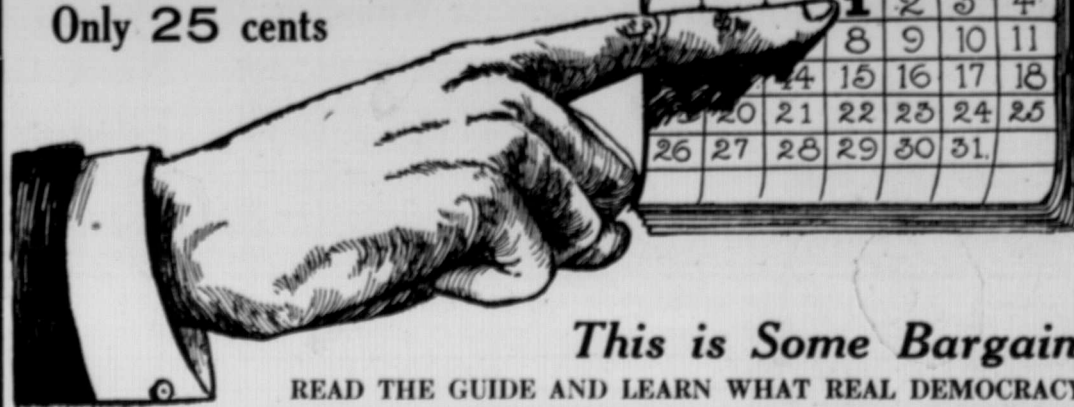 Only 25 cents
1 2 3 4
8 9 10 11
14 15 16 17 18
20 21 22 23 24 25
26 27 28 29 30 31.
This is Some Bargain
READ THE GUIDE AND LEARN WHAT REAL DEMOCRACY